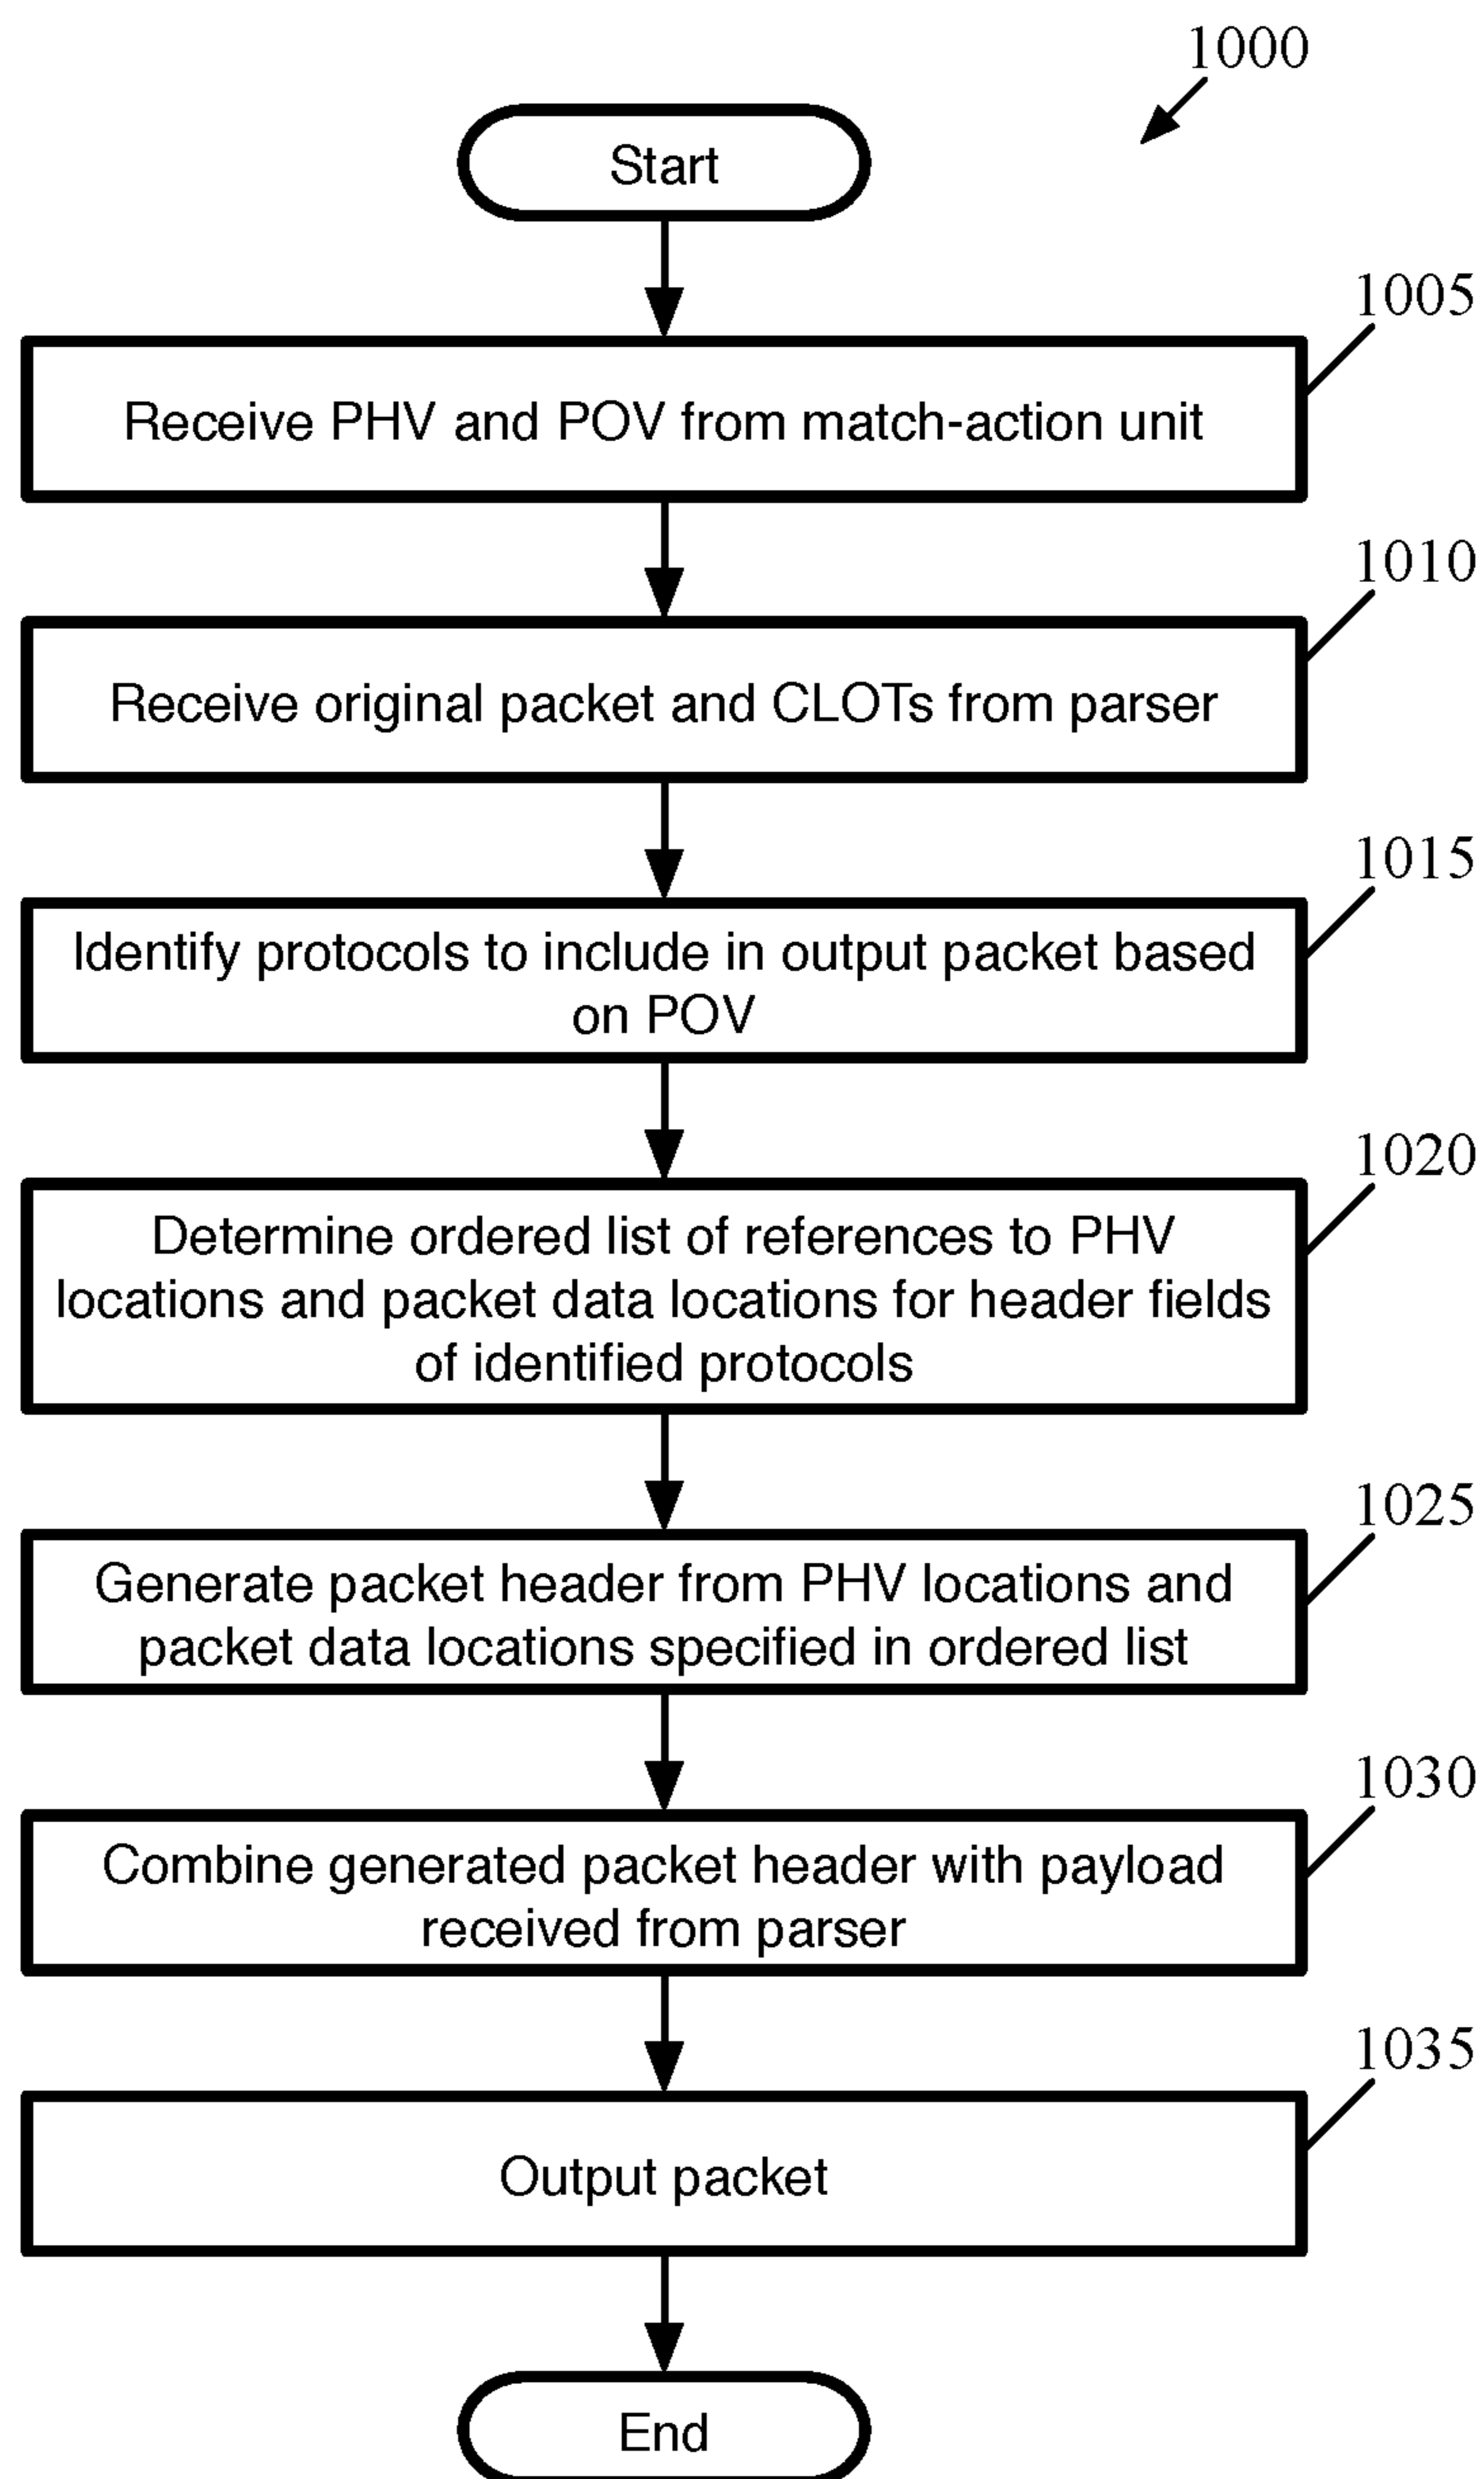 1000
Start
1005
Receive PHV and POV from match-action unit
1010
Receive original packet and CLOTs from parser
1015
Identify protocols to include in output packet based
on POV
1020
Determine ordered list of references to PHV
locations and packet data locations for header fields
of identified protocols
1025
Generate packet header from PHV locations and
packet data locations specified in ordered list
1030
Combine generated packet header with payload
received from parser
1035
Output packet
End